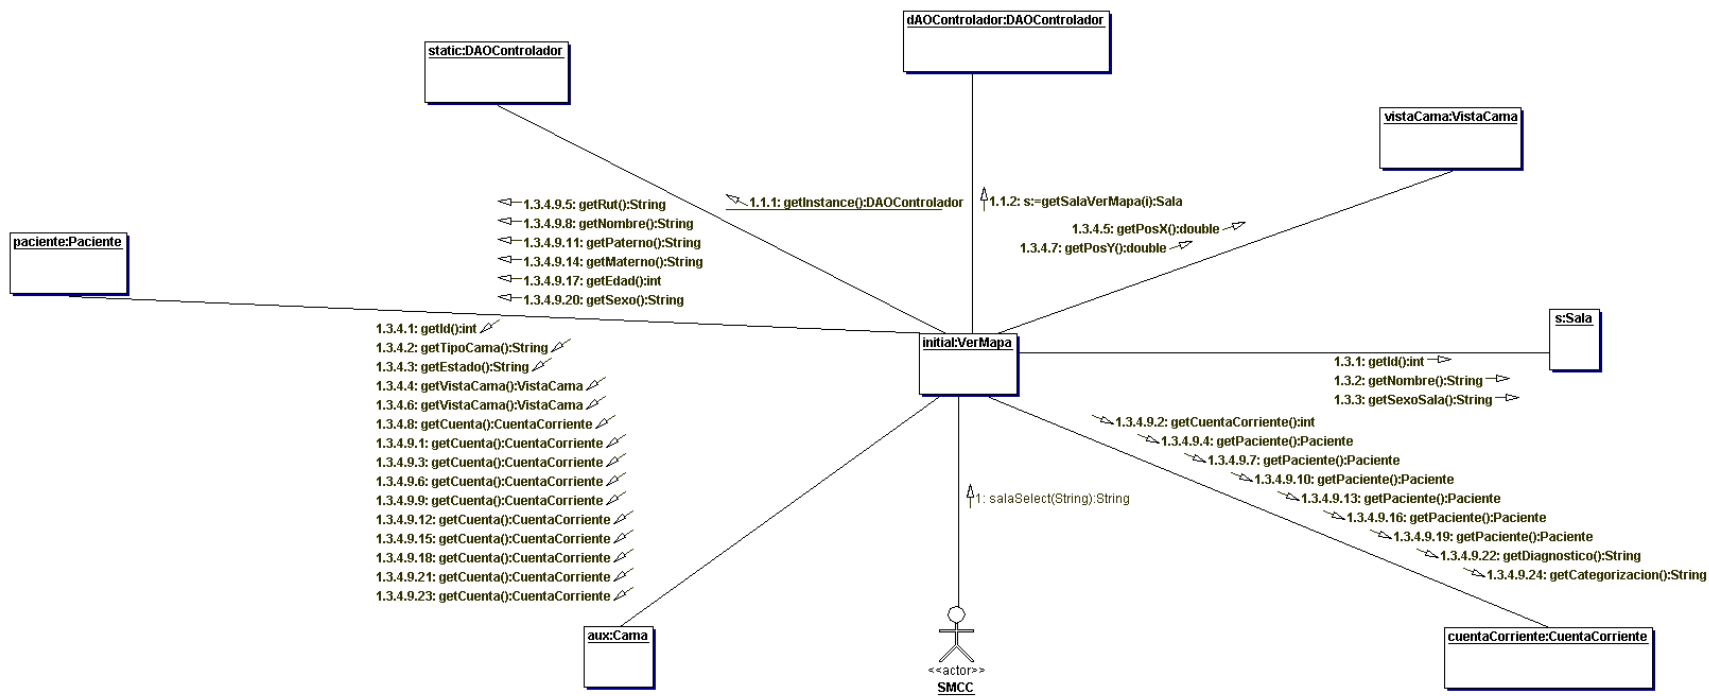 dAOControlador:DAOControlador
static:DAOControlador
vistaCama:VistaCama
1.3.4.9.5: getRut():String
1.3.4.9.8: getNombre():String
1.3.4.9.11: getPaterno():String
1.3.4.9.14: getMaterno():String
1.3.4.9.17: getEdad():int
1.3.4.9.20: getSexo():String
1.1.1: getInstance():DAOControlador
1.1.2: s:=getSalaVerMapa(i):Sala
1.3.4.5: getPosX():double
1.3.4.7: getPosY():double
paciente:Paciente
s:Sala
initial:VerMapa
1.3.1: getId():int
1.3.2: getNombre():String
1.3.3: getSexoSala():String
1.3.4.1: getId():int
1.3.4.2: getTipoCama():String
1.3.4.3: getEstado():String
1.3.4.4: getVistaCama():VistaCama
1.3.4.6: getVistaCama():VistaCama
1.3.4.8: getCuenta():CuentaCorriente
1.3.4.9.1: getCuenta():CuentaCorriente
1.3.4.9.3: getCuenta():CuentaCorriente
1.3.4.9.6: getCuenta():CuentaCorriente
1.3.4.9.9: getCuenta():CuentaCorriente
1.3.4.9.12: getCuenta():CuentaCorriente
1.3.4.9.15: getCuenta():CuentaCorriente
1.3.4.9.18: getCuenta():CuentaCorriente
1.3.4.9.21: getCuenta():CuentaCorriente
1.3.4.9.23: getCuenta():CuentaCorriente
1.3.4.9.2: getCuentaCorriente():int
1.3.4.9.4: getPaciente():Paciente
1.3.4.9.7: getPaciente():Paciente
1.3.4.9.10: getPaciente():Paciente
1.3.4.9.13: getPaciente():Paciente
1.3.4.9.16: getPaciente():Paciente
1.3.4.9.19: getPaciente():Paciente
1.3.4.9.22: getDiagnostico():String
1.3.4.9.24: getCategorizacion():String
1: salaSelect(String):String
aux:Cama
<<actor>>
SMCC
cuentaCorriente:CuentaCorriente